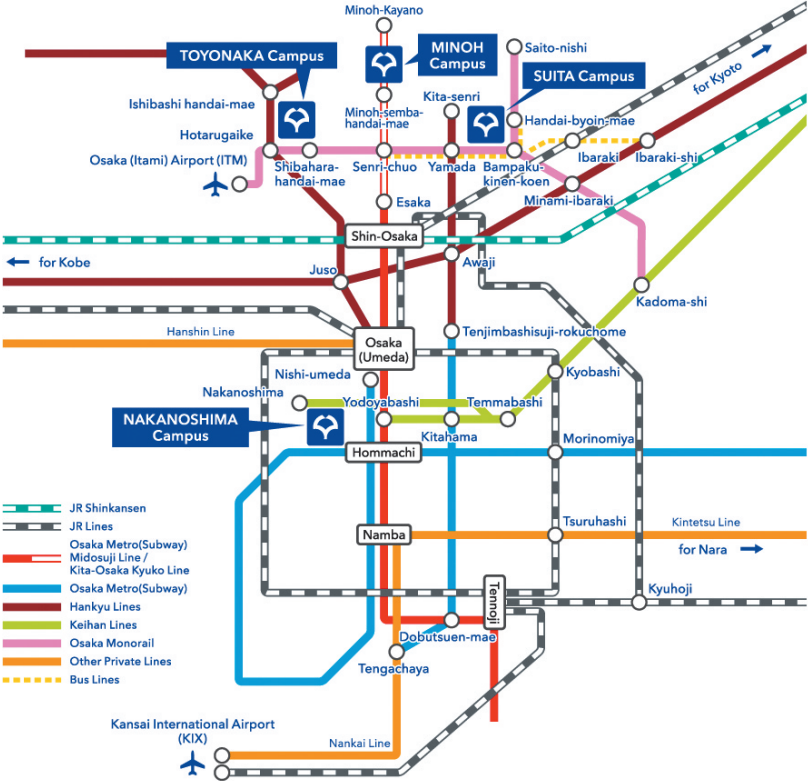 Minoh-Kayano
TOYONAKA Campus
MINOH
Campus
Saito-nishi
SUITA Campus
for Kyoto
Ishibashi handai-mae
Minoh-semba-
handai-mae
Kita-senri
Handai-byoin-mae
Hotarugaike
Osaka (Itami) Airport (ITM)
Shibahara-
handai-mae
Senri-chuo
Yamada
Bampaku-
kinen-koen
Ibaraki
Ibaraki-shi
Minami-ibaraki
Esaka
Shin-Osaka
for Kobe
Juso
Awaji
Kadoma-shi
Hanshin Line
Osaka
(Umeda)
Tenjimbashisuji-rokuchome
Nishi-umeda
Kyobashi
Nakanoshima
Yodoyabashi
Temmabashi
NAKANOSHIMA
Campus
Kitahama
Hommachi
Morinomiya
JR Shinkansen
JR Lines
Osaka Metro(Subway)
Midosuji Line /
Kita-Osaka Kyuko Line
Osaka Metro(Subway)
Hankyu Lines
Keihan Lines
Osaka Monorail
Other Private Lines
Bus Lines
Namba
Tsuruhashi
Kintetsu Line
for Nara
Tennoji
Kyuhoji
Dobutsuen-mae
Tengachaya
Kansai International Airport
(KIX)
Nankai Line